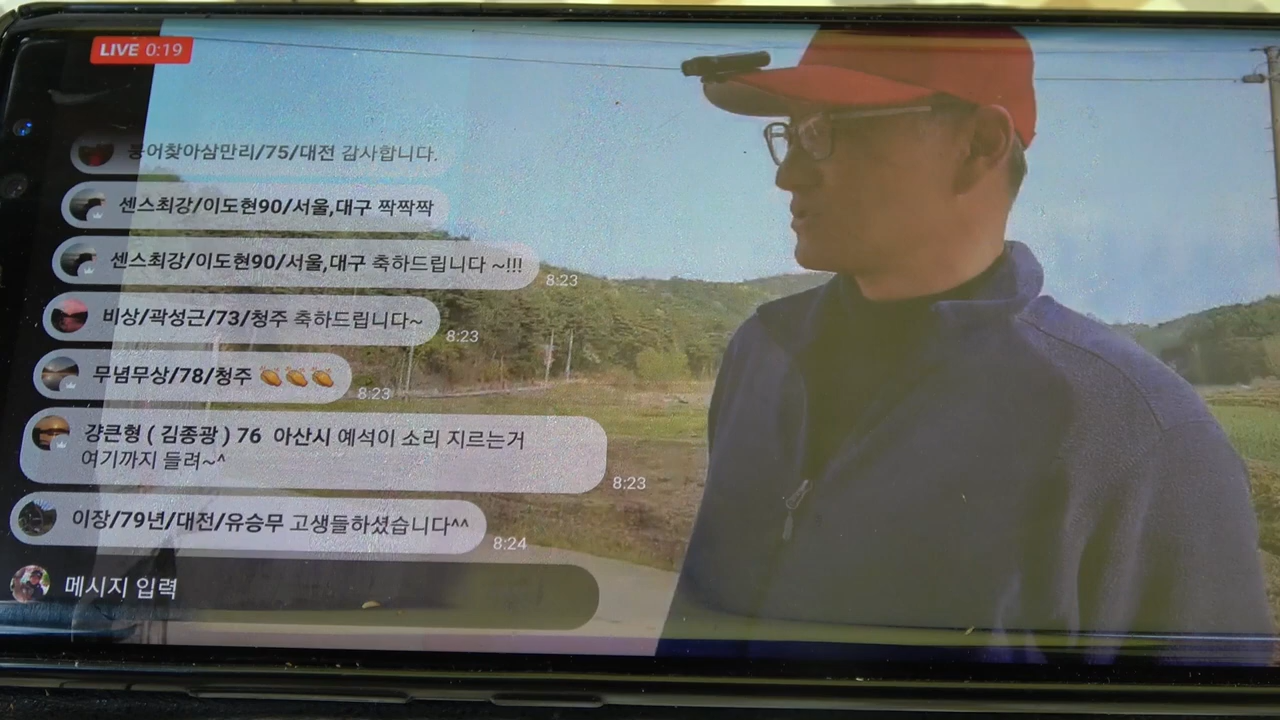 LIVE 0:19
붕어찾아삼만리/75/대전 감사합니다.
센스최강/이도현90/서울,대구 짝짝짝
센스최강/이도현90/서울,대구 축하드립니다 ~!!!
8:23
비상/곽성근/73/청주 축하드립니다~
8:23
무념무상/78/청주 👏👏👏
8:23
걍큰형 ( 김종광 ) 76 아산시 예석이 소리 지르는거
여기까지 들려~^
8:23
이장/79년/대전/유승무 고생들하셨습니다^^
8:24
메시지 입력